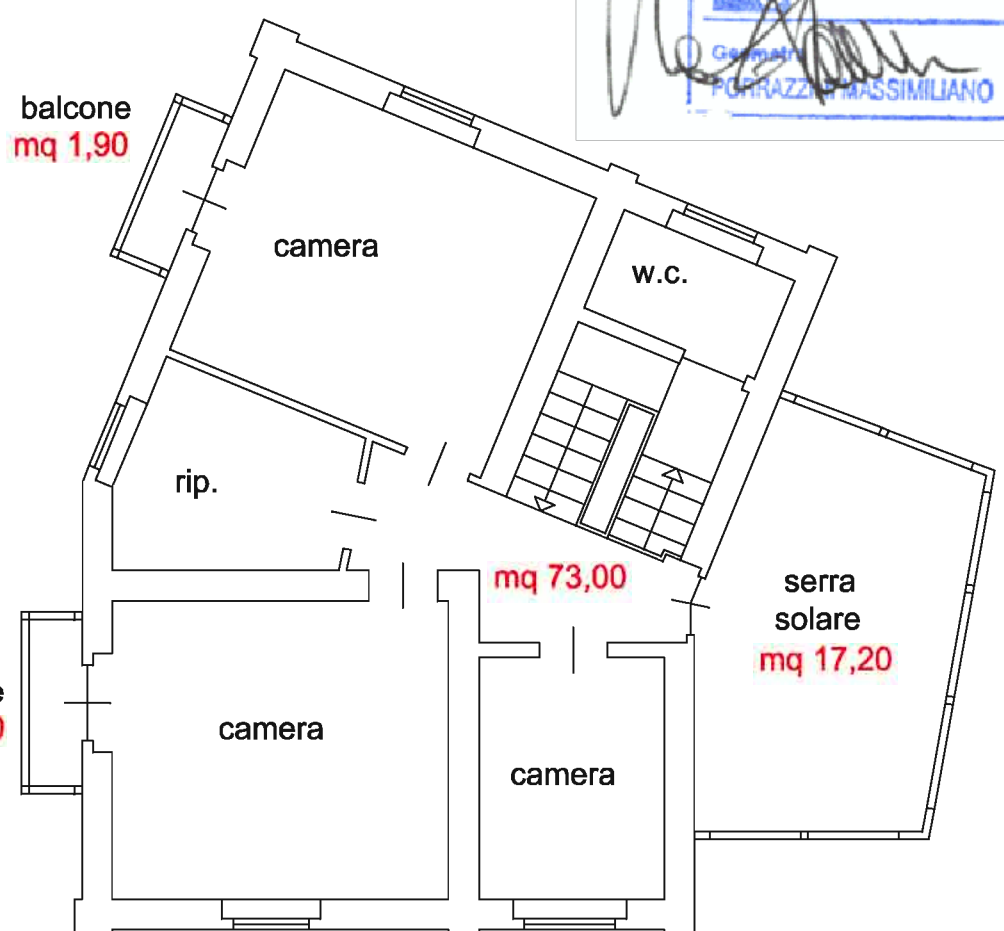 Geometra
PORRAZZINI MASSIMILIANO
balcone
mq 1,90
camera
w.c.
rip.
mq 73,00
serra
solare
mq 17,20
camera
camera